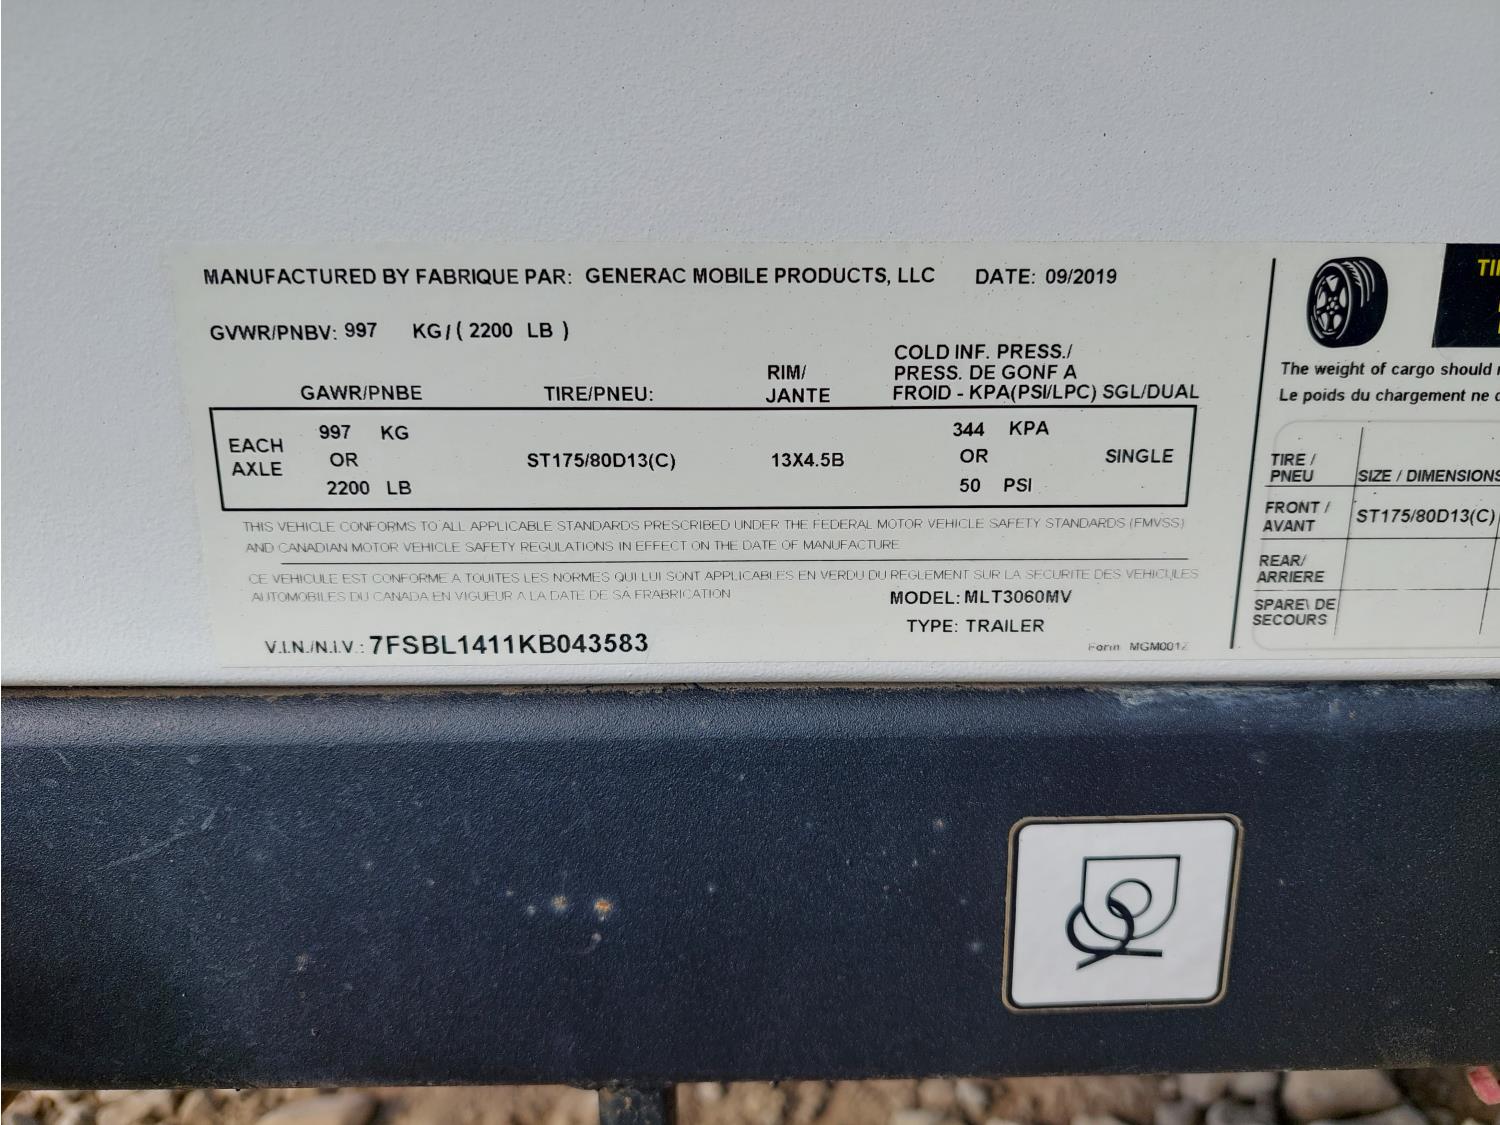 MANUFACTURED BY FABRIQUE PAR: GENERAC MOBILE PRODUCTS, LLC DATE: 09/2019
GVWR/PNBV: 997 KG/( 2200 LB )
GAWR/PNBE TIRE/PNEU: RIM/ JANTE COLD INF. PRESS./ PRESS. DE GONF A FROID - KPA(PSI/LPC) SGL/DUAL
EACH AXLE
997 KG
OR
2200 LB
ST175/80D13(C)
13X4.5B
344 KPA
OR
50 PSI
SINGLE
THIS VEHICLE CONFORMS TO ALL APPLICABLE STANDARDS PRESCRIBED UNDER THE FEDERAL MOTOR VEHICLE SAFETY STANDARDS (FMVSS)
AND CANADIAN MOTOR VEHICLE SAFETY REGULATIONS IN EFFECT ON THE DATE OF MANUFACTURE
CE VEHICULE EST CONFORME A TOUITES LES NORMES QUI LUI SONT APPLICABLES EN VERDU DU REGLEMENT SUR LA SECURITE DES VEHICULES
AUTOMOBILES DU CANADA EN VIGUEUR A LA DATE DE SA FRABRICATION
MODEL: MLT3060MV
TYPE: TRAILER
V.I.N./N.I.V.: 7FSBL1411KB043583
Form MGM0012
The weight of cargo should
Le poids du chargement ne
TIRE / PNEU SIZE / DIMENSIONS
FRONT / AVANT ST175/80D13(C)
REAR/ ARRIERE
SPARE\ DE SECOURS